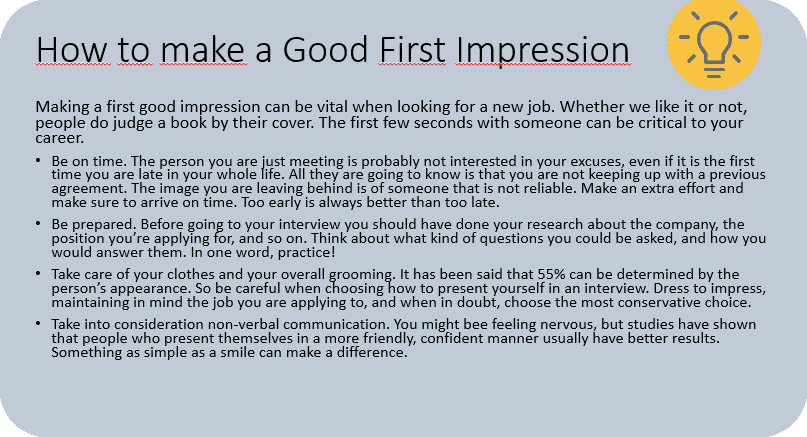 How to make a Good First Impression
Making a first good impression can be vital when looking for a new job. Whether we like it or not,
people do judge a book by their cover. The first few seconds with someone can be critical to your
career.
• Be on time. The person you are just meeting is probably not interested in your excuses, even if it is the first
time you are late in your whole life. All they are going to know is that you are not keeping up with a previous
agreement. The image you are leaving behind is of someone that is not reliable. Make an extra effort and
make sure to arrive on time. Too early is always better than too late.
• Be prepared. Before going to your interview you should have done your research about the company, the
position you’re applying for, and so on. Think about what kind of questions you could be asked, and how you
would answer them. In one word, practice!
• Take care of your clothes and your overall grooming. It has been said that 55% can be determined by the
person’s appearance. So be careful when choosing how to present yourself in an interview. Dress to impress,
maintaining in mind the job you are applying to, and when in doubt, choose the most conservative choice.
• Take into consideration non-verbal communication. You might bee feeling nervous, but studies have shown
that people who present themselves in a more friendly, confident manner usually have better results.
Something as simple as a smile can make a difference.